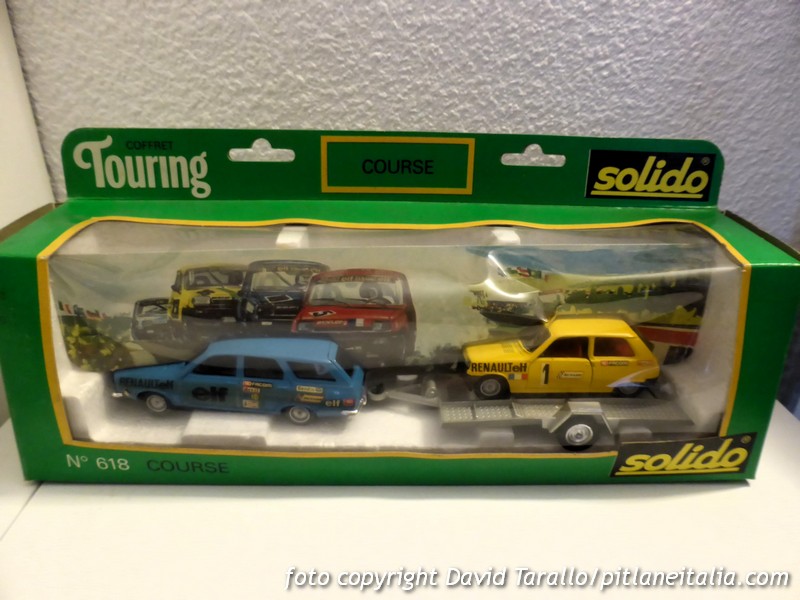 COFFRET
Touring
COURSE
solido®
RENAULT elf
elf
elf
RENAULT elf
1
N° 618 COURSE
solido®
foto copyright David Tarallo/pitlaneitalia.com